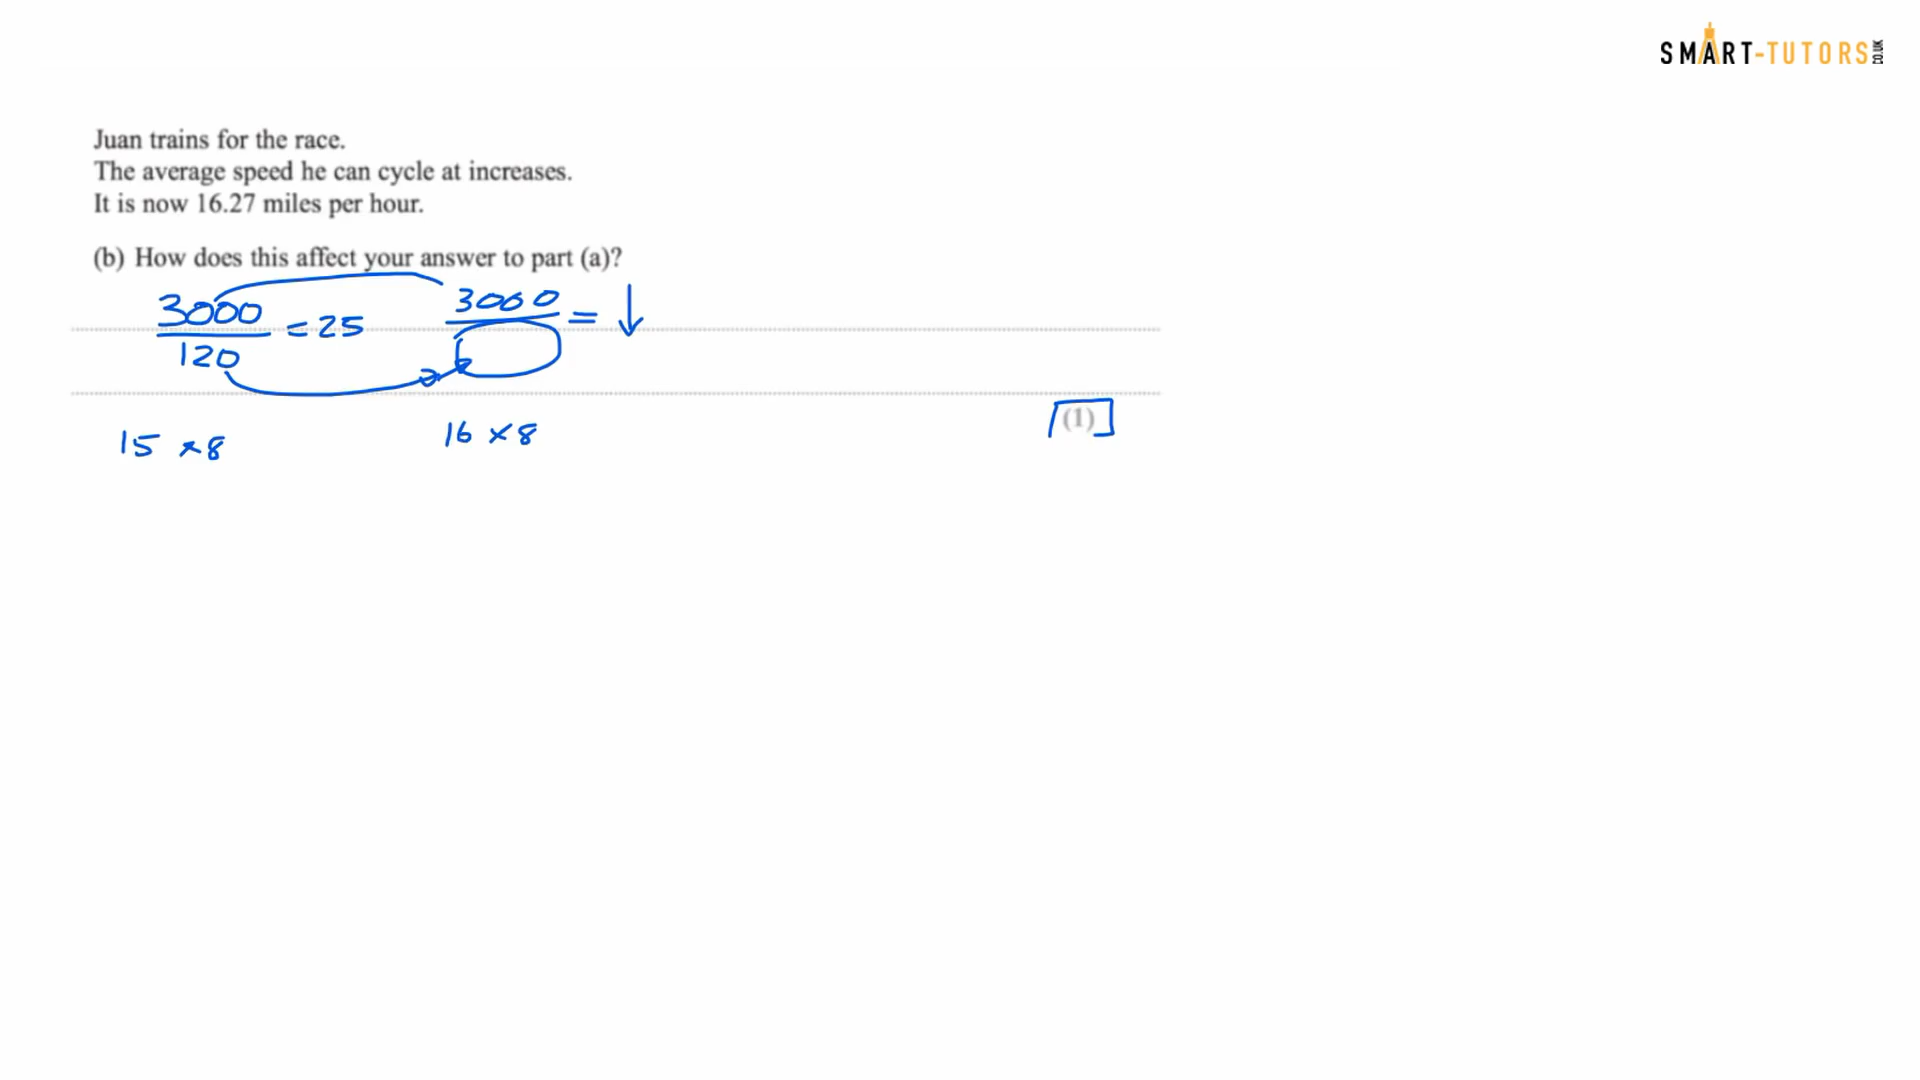 SMART-TUTORS.CO.UK
Juan trains for the race.
The average speed he can cycle at increases.
It is now 16.27 miles per hour.
(b) How does this affect your answer to part (a)?
3000
120
= 25
3000
= ↓
(1)
15 × 8
16 × 8